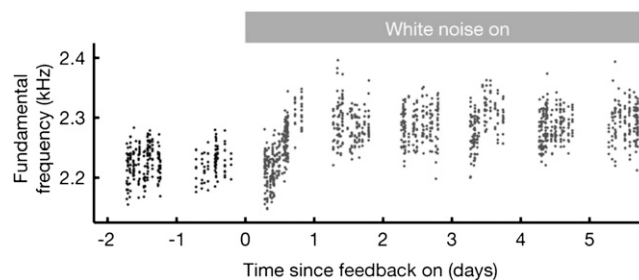 White noise on
Fundamental
frequency (kHz)
2.4
2.3
2.2
-2 -1 0 1 2 3 4 5
Time since feedback on (days)